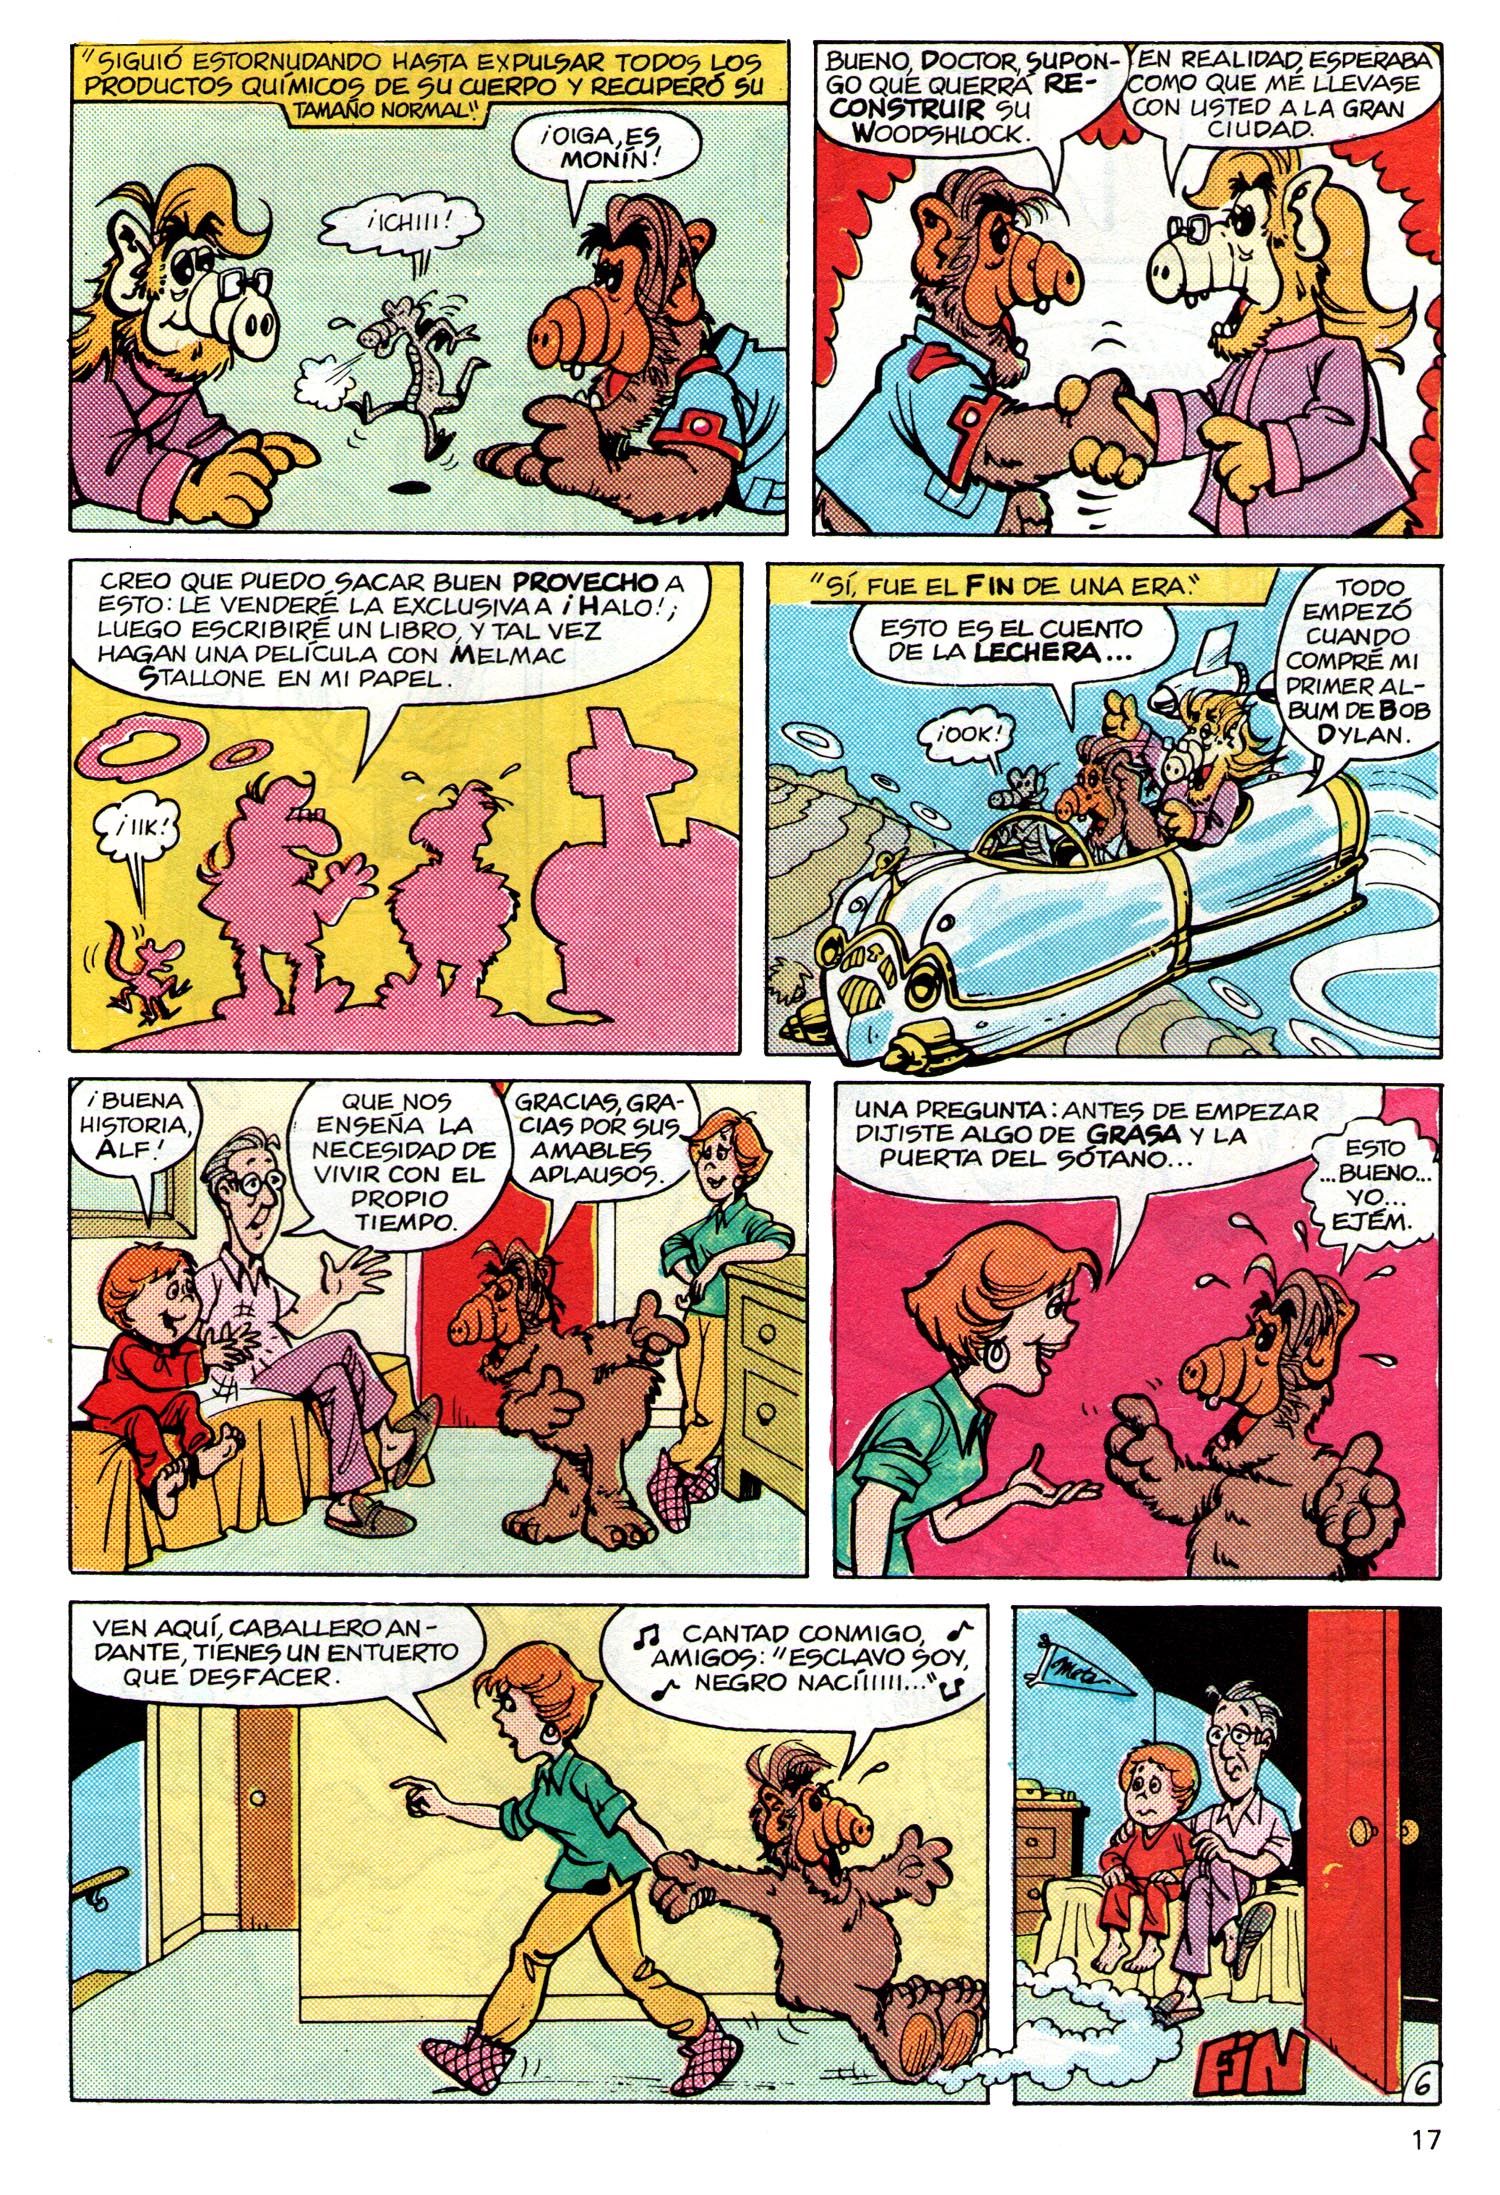 "SIGUIÓ ESTORNUDANDO HASTA EXPULSAR TODOS LOS
PRODUCTOS QUÍMICOS DE SU CUERPO Y RECUPERÓ SU
TAMAÑO NORMAL."
¡ICHIII!
¡OIGA, ES
MONÍN!
BUENO, DOCTOR, SUPON-
GO QUE QUERRÁ RE-
CONSTRUIR SU
WOODSHLOCK.
EN REALIDAD, ESPERABA
COMO QUE ME LLEVASE
CON USTED A LA GRAN
CIUDAD.
CREO QUE PUEDO SACAR BUEN PROVECHO A
ESTO: LE VENDERÉ LA EXCLUSIVA A ¡HALO!;
LUEGO ESCRIBIRÉ UN LIBRO, Y TAL VEZ
HAGAN UNA PELÍCULA CON MELMAC
STALLONE EN MI PAPEL.
¡IIK!
"SÍ, FUE EL FIN DE UNA ERA."
ESTO ES EL CUENTO
DE LA LECHERA...
¡OOK!
TODO
EMPEZÓ
CUANDO
COMPRÉ MI
PRIMER AL-
BUM DE BOB
DYLAN.
¡BUENA
HISTORIA,
ALF!
QUE NOS
ENSEÑA LA
NECESIDAD DE
VIVIR CON EL
PROPIO
TIEMPO.
GRACIAS, GRA-
CIAS POR SUS
AMABLES
APLAUSOS.
UNA PREGUNTA: ANTES DE EMPEZAR
DIJISTE ALGO DE GRASA Y LA
PUERTA DEL SÓTANO...
ESTO
...BUENO...
YO...
EJÉM.
VEN AQUÍ, CABALLERO AN-
DANTE, TIENES UN ENTUERTO
QUE DESFACER.
CANTAD CONMIGO,
AMIGOS: "ESCLAVO SOY,
NEGRO NACÍIIIIII..."
Mets
FIN
6
17